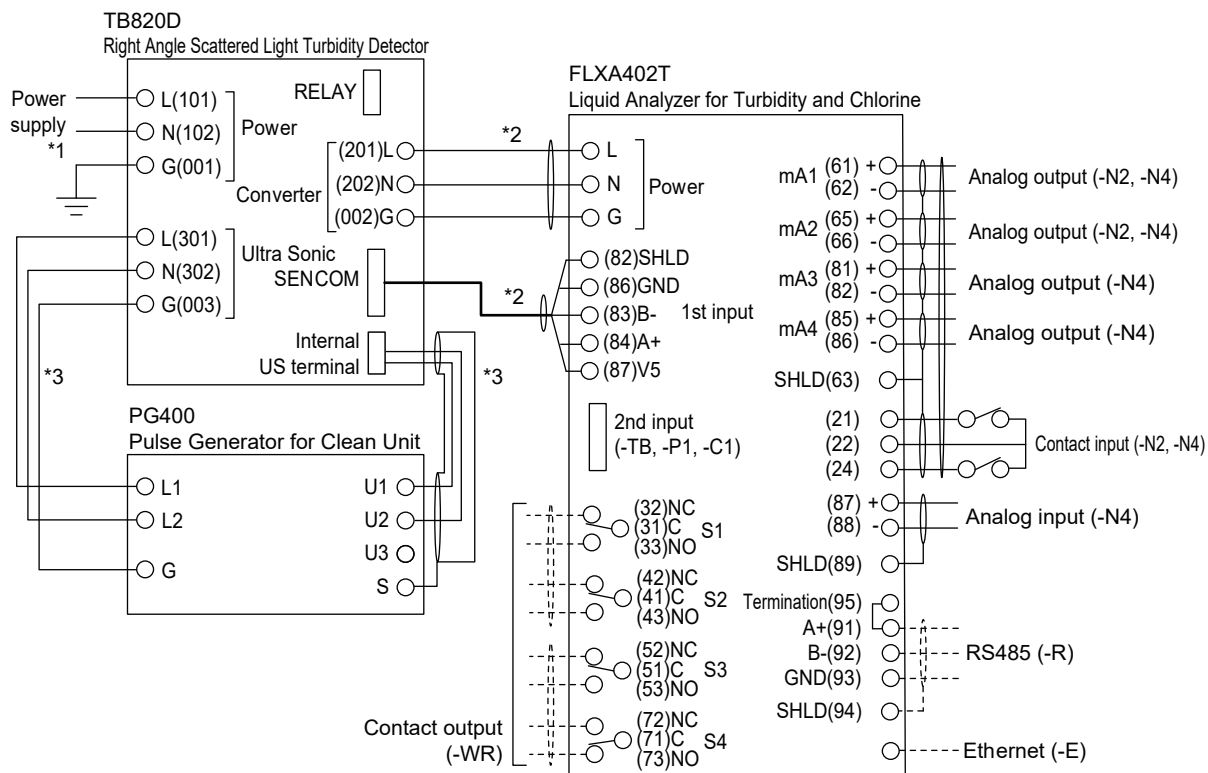 TB820D
Right Angle Scattered Light Turbidity Detector
Power
supply
*1
L(101)
N(102)
G(001)
Power
RELAY
(201)L
(202)N
(002)G
Converter
*2
L(301)
N(302)
G(003)
Ultra Sonic
SENCOM
*2
Internal
US terminal
*3
*3
PG400
Pulse Generator for Clean Unit
L1
L2
G
U1
U2
U3
S
FLXA402T
Liquid Analyzer for Turbidity and Chlorine
L
N
G
Power
(82)SHLD
(86)GND
(83)B-
(84)A+
(87)V5
1st input
2nd input
(-TB, -P1, -C1)
(32)NC
(31)C
(33)NO
S1
(42)NC
(41)C
(43)NO
S2
(52)NC
(51)C
(53)NO
S3
(72)NC
(71)C
(73)NO
S4
Contact output
(-WR)
mA1
(61) +
(62) -
Analog output (-N2, -N4)
mA2
(65) +
(66) -
Analog output (-N2, -N4)
mA3
(81) +
(82) -
Analog output (-N4)
mA4
(85) +
(86) -
Analog output (-N4)
SHLD(63)
(21)
(22)
(24)
Contact input (-N2, -N4)
(87) +
(88) -
Analog input (-N4)
SHLD(89)
Termination(95)
A+(91)
B-(92)
GND(93)
SHLD(94)
RS485 (-R)
Ethernet (-E)